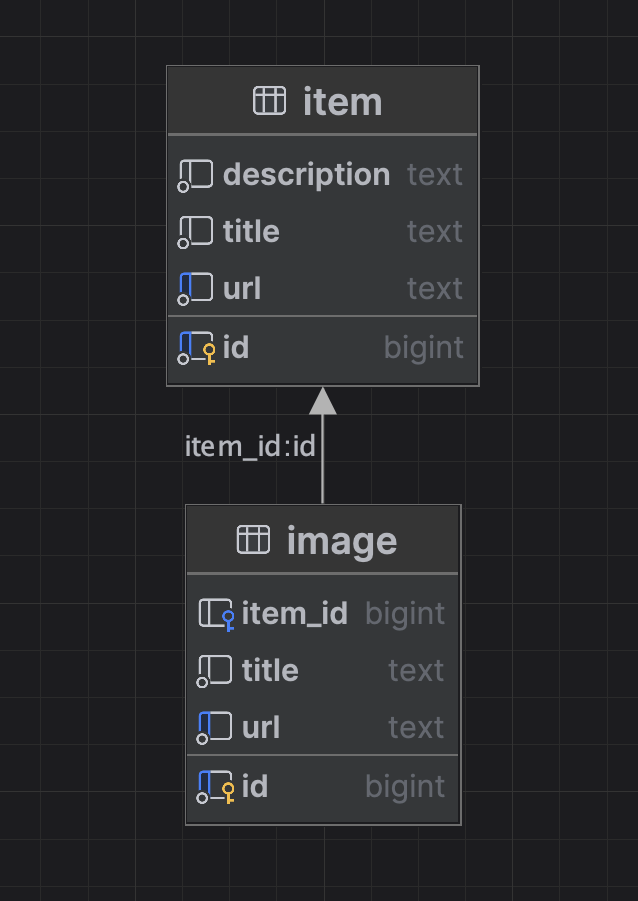 item
description text
title text
url text
id bigint
item_id:id
image
item_id bigint
title text
url text
id bigint